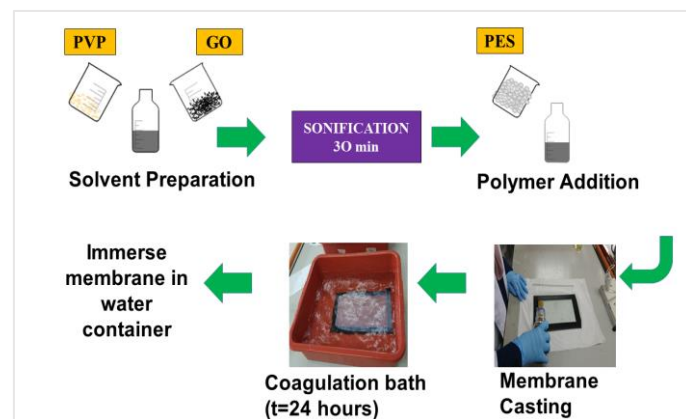 PVP
GO
PES
SONIFICATION
3O min
Solvent Preparation
Polymer Addition
Immerse
membrane in
water
container
Coagulation bath
(t=24 hours)
Membrane
Casting